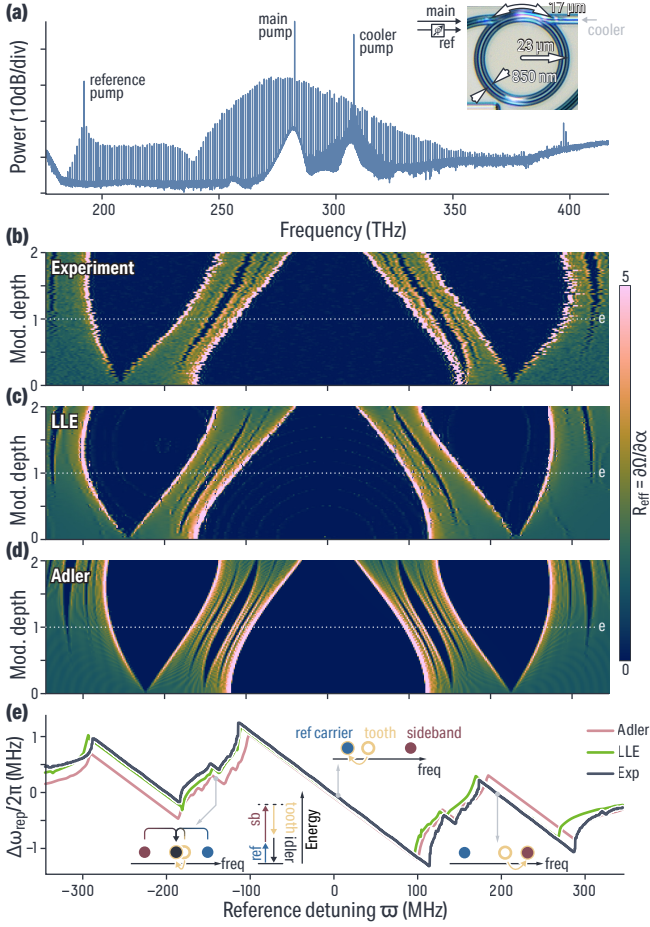 (a)
main
ref
17 µm
cooler
23 µm
850 nm
main
pump
cooler
pump
reference
pump
Power (10dB/div)
200
250
300
350
400
Frequency (THz)
(b)
Experiment
Mod. depth
2
1
0
e
(c)
LLE
Mod. depth
2
1
0
e
(d)
Adler
Mod. depth
2
1
0
e
5
0
R_eff = ∂Ω/∂α
(e)
Δω_rep/2π (MHz)
1
0
-1
ref carrier
tooth
sideband
freq
Adler
LLE
Exp
freq
ref
sb
tooth
idler
Energy
freq
−300
−200
−100
0
100
200
300
Reference detuning ϖ (MHz)